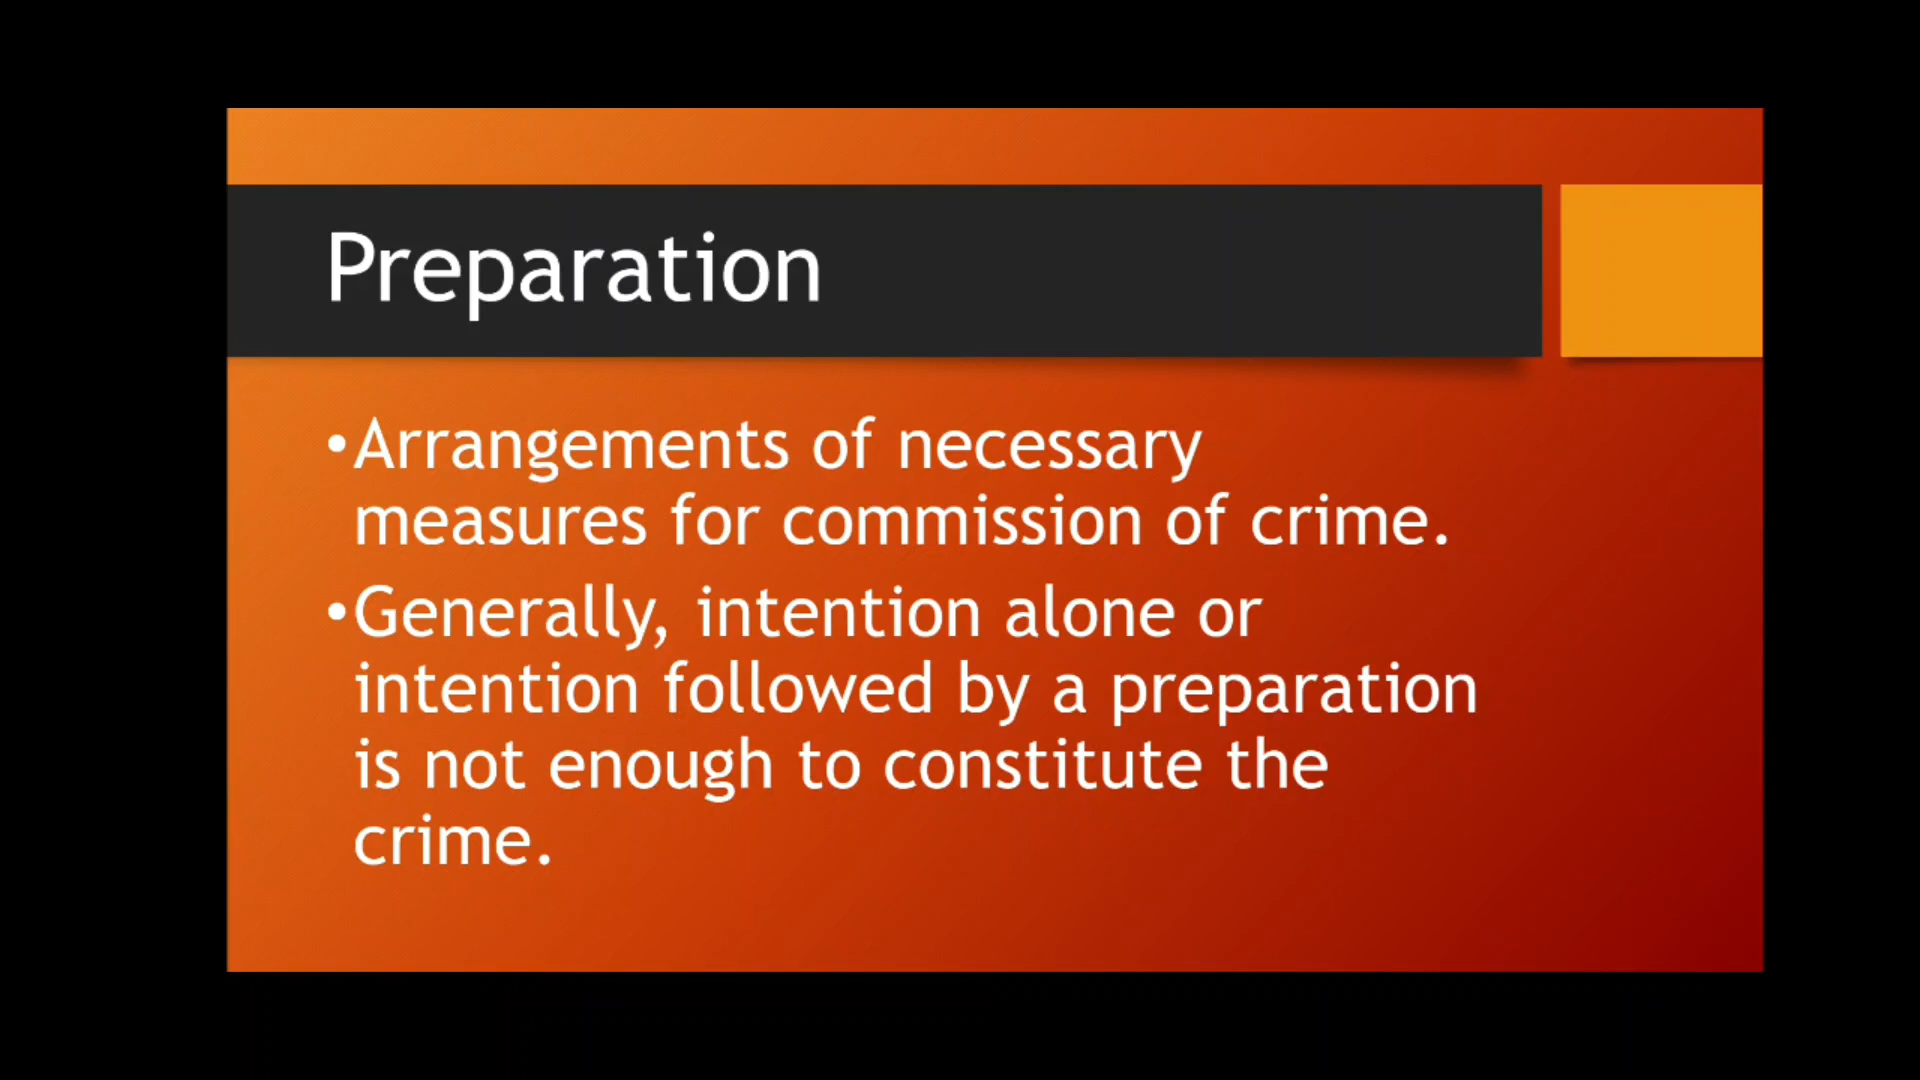 Preparation
•Arrangements of necessary
measures for commission of crime.
•Generally, intention alone or
intention followed by a preparation
is not enough to constitute the
crime.